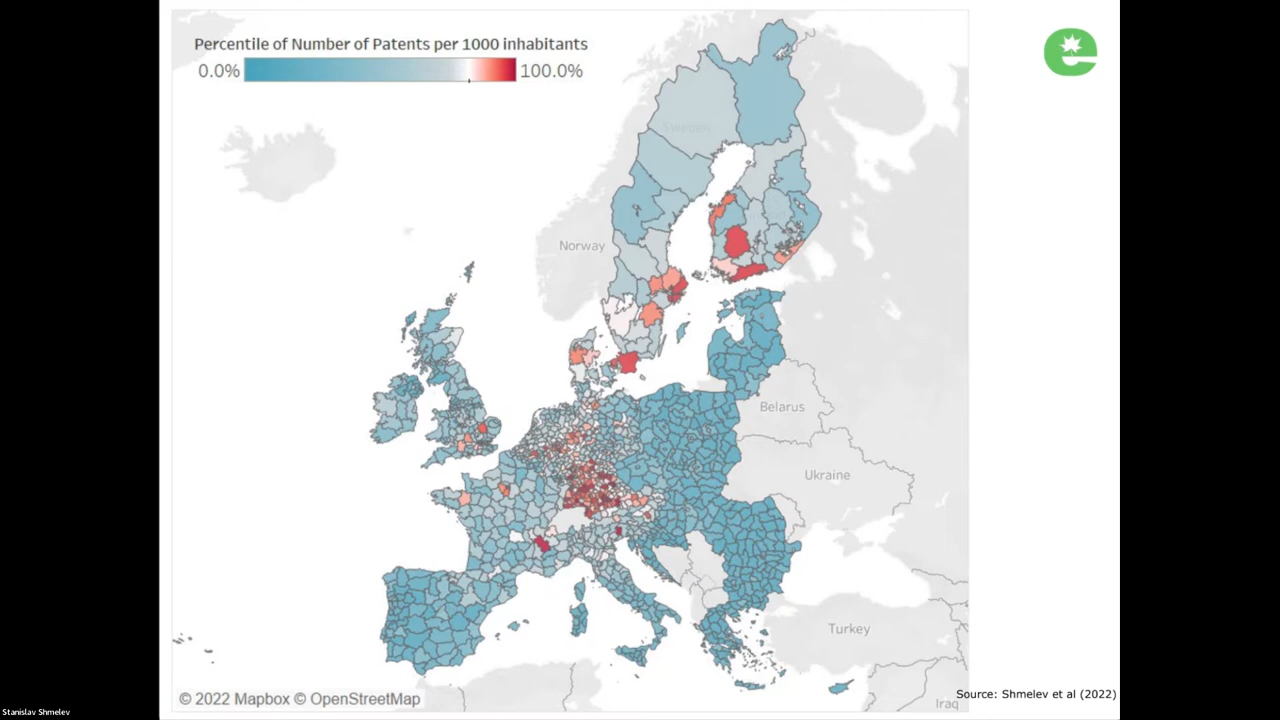 Percentile of Number of Patents per 1000 inhabitants
0.0%
100.0%
Sweden
Norway
Belarus
Ukraine
Turkey
Iraq
© 2022 Mapbox © OpenStreetMap
Source: Shmelev et al (2022)
Stanislav Shmelev
e